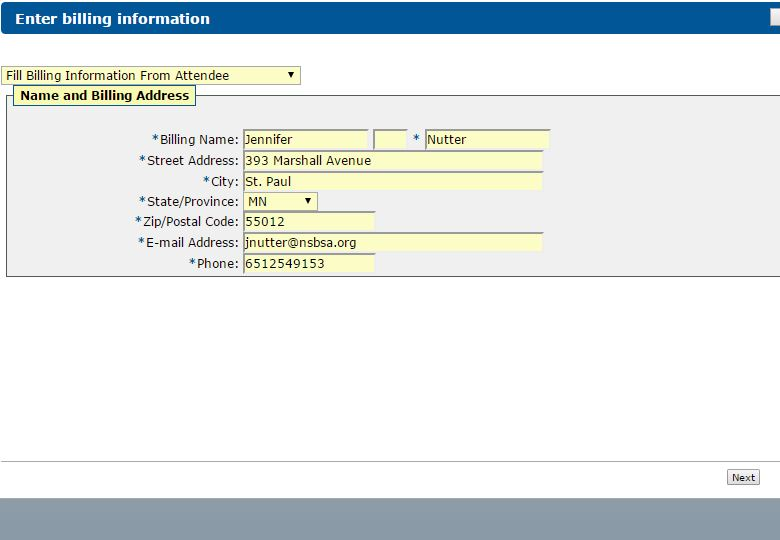 Enter billing information
Fill Billing Information From Attendee
Name and Billing Address
*Billing Name: Jennifer * Nutter
*Street Address: 393 Marshall Avenue
*City: St. Paul
*State/Province: MN
*Zip/Postal Code: 55012
*E-mail Address: jnutter@nsbsa.org
*Phone: 6512549153
Next